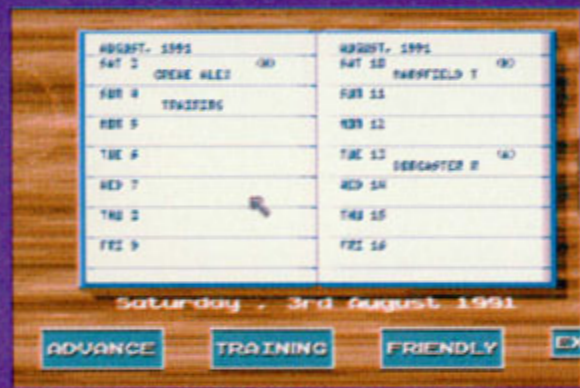 AUGUST, 1991
SAT 3 (H)
CREWE ALEX
SUN 4
TRAINING
MON 5
TUE 6
WED 7
THU 8
FRI 9
AUGUST, 1991
SAT 10 (H)
MANSFIELD T
SUN 11
MON 12
TUE 13 (A)
DONCASTER R
WED 14
THU 15
FRI 16
Saturday , 3rd August 1991
ADVANCE
TRAINING
FRIENDLY